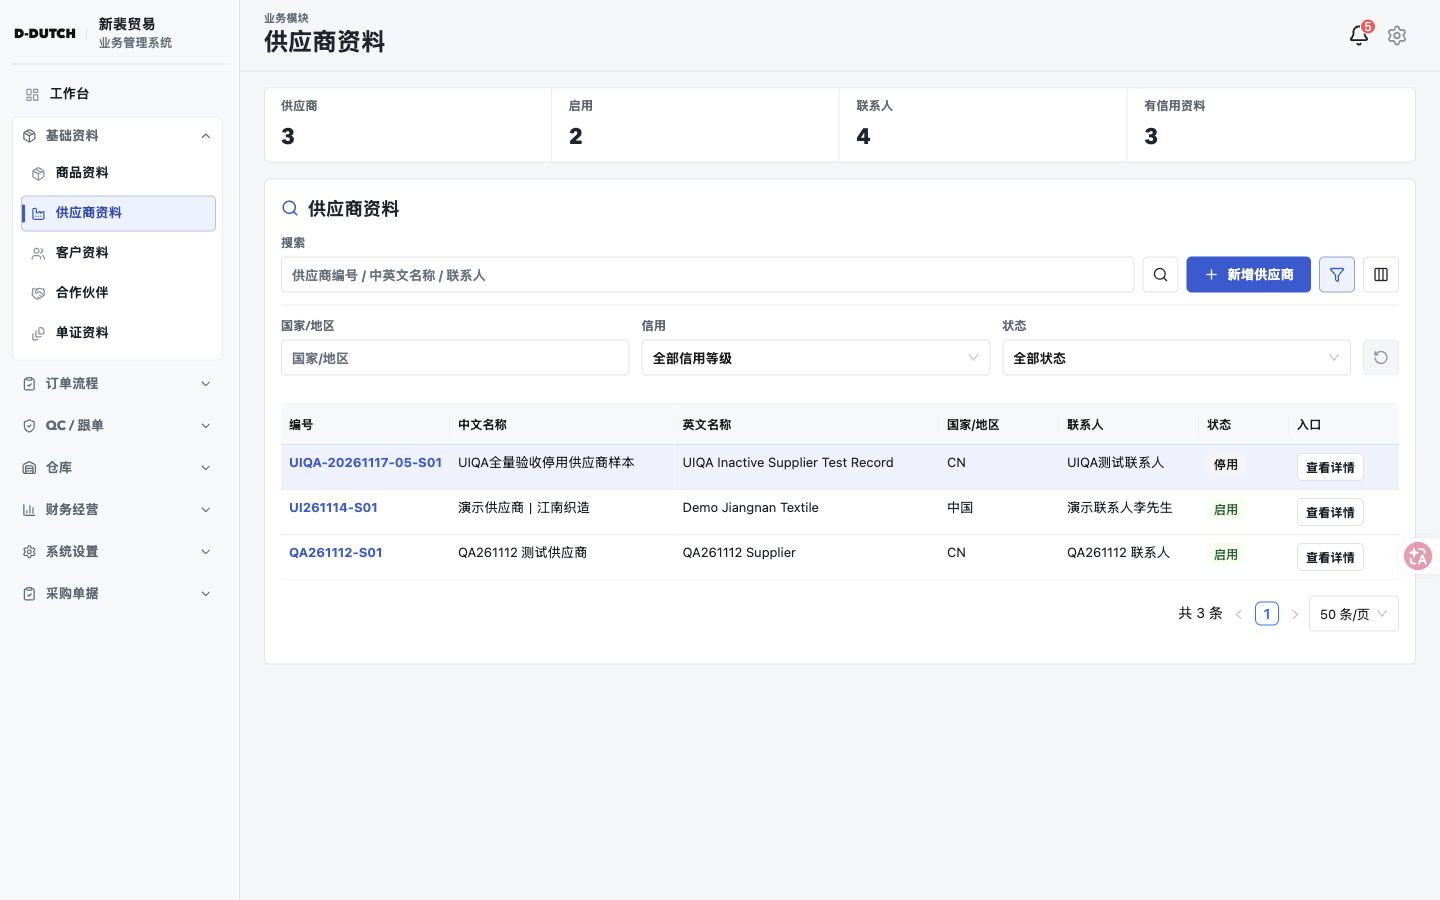 D-DUTCH
新裴贸易
业务管理系统
工作台
基础资料
商品资料
供应商资料
客户资料
合作伙伴
单证资料
订单流程
QC / 跟单
仓库
财务经营
系统设置
采购单据
业务模块
供应商资料
5
供应商
3
启用
2
联系人
4
有信用资料
3
供应商资料
搜索
供应商编号 / 中英文名称 / 联系人
新增供应商
国家/地区
信用
状态
国家/地区
全部信用等级
全部状态
编号 中文名称 英文名称 国家/地区 联系人 状态 入口
UIQA-20261117-05-S01 UIQA全量验收停用供应商样本 UIQA Inactive Supplier Test Record CN UIQA测试联系人 停用 查看详情
UI261114-S01 演示供应商 | 江南织造 Demo Jiangnan Textile 中国 演示联系人李先生 启用 查看详情
QA261112-S01 QA261112 测试供应商 QA261112 Supplier CN QA261112 联系人 启用 查看详情
共 3 条 1 50 条/页